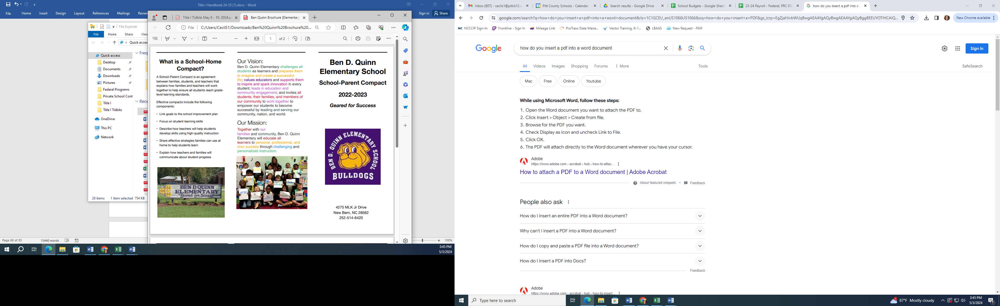 Title I Handbook 24-25 (1).docx - Word
File Home Insert Design Layout References Mailings Review
Sign in Share
File Explorer
File Home Share View
Quick access
Quick access
Desktop
Documents
Downloads
Pictures
Federal Programs
Private School Cont
Title I
Title I Tidbits
OneDrive
This PC
Network
28 items 1 item selected 754 KB
Page 68 of 85 15440 words
100%
Title I Tidbits May 6 - 10, 2024.p
Ben Quinn Brochure (Elementary
File C:/Users/CecilS1/Downloads/Ben%20Quinn%20Brochure%20...
1 of 2
What is a School-Home
Compact?
A School-Parent Compact is an agreement
between families, students, and teachers that
explains how families and teachers will work
together to help ensure all students reach grade-
level learning standards.
Effective compacts include the following
components:
• Link goals to the school improvement plan
• Focus on student learning skills
• Describe how teachers will help students
develop skills using high-quality instruction
• Share effective strategies families can use at
home to help students learn
• Explain how teachers and families will
communicate about student progress
BEN D QUINN
ELEMENTARY
"Geared for Success"
Our Vision:
Ben D. Quinn Elementary challenges all
students as learners and prepares them
to imagine and create a successful
life; values educators and supports them
to inspire and spark innovation in every
student; leads in education and
community engagement; and invites all
students, their families, and members of
our community to work together to
empower our students to become
successful by leading and serving our
community, nation, and world.
Our Mission:
Together with our
families and community, Ben D. Quinn
Elementary will educate all
learners to personal, professional, and
civic success through challenging and
personalized instruction.
Ben D. Quinn
Elementary School
School-Parent Compact
2022-2023
Geared for Success
BEN D. QUINN ELEMENTARY SCHOOL
BULLDOGS
4275 MLK Jr Drive
New Bern, NC 28562
252-514-6420
3:45 PM
5/3/2024
Inbox (807) - cecils1@pitt.k12.n
Pitt County Schools - Calendar
Search results - Google Drive
School Budgets - Google Sheet
23-24 Payroll - Federal, PRC 050
how do you insert a pdf into a
google.com/search?q=how+do+you+insert+a+pdf+into+a+word+document&rlz=1C1GCEU_enUS1066US1066&oq=how+do+you+insert+a+PDF&gs_lcrp=EgZjaHJvbWUqBwgAEAAYgAQyBwgAEAAYgAQyBggBEEUYOTIHCAIQ...
New Chrome available
NCCCIP Sign-In Frontline - Sign In Mileage Link ProTraxx Data Mana... Vector Training, K-1... LBAAS New Request - FMX
Google
how do you insert a pdf into a word document
Sign in
All Videos Images Shopping Forums More Tools
SafeSearch
Mac Free Online Youtube
While using Microsoft Word, follow these steps:
1. Open the Word document you want to attach the PDF to.
2. Click Insert > Object > Create from file.
3. Browse for the PDF you want.
4. Check Display as Icon and uncheck Link to File.
5. Click OK.
6. The PDF will attach directly to the Word document wherever you have your cursor.
Adobe
https://www.adobe.com › acrobat › hub › how-to-attac...
How to attach a PDF to a Word document | Adobe Acrobat
About featured snippets • Feedback
People also ask
How do I insert an entire PDF into a Word document?
Why can't I insert a PDF into a Word document?
How do I copy and paste a PDF file into a Word document?
How do I insert a PDF into Docs?
Feedback
Adobe
https://www.adobe.com › acrobat › hub › how-to-insert...
Type here to search
87°F Mostly cloudy
3:45 PM
5/3/2024